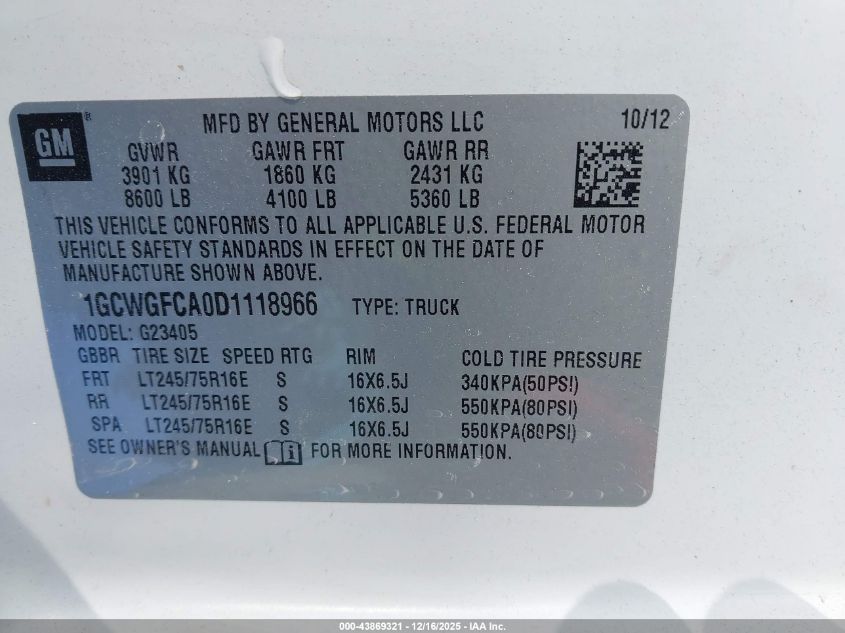 GM ®
MFD BY GENERAL MOTORS LLC 10/12
GVWR GAWR FRT GAWR RR
3901 KG 1860 KG 2431 KG
8600 LB 4100 LB 5360 LB
THIS VEHICLE CONFORMS TO ALL APPLICABLE U.S. FEDERAL MOTOR
VEHICLE SAFETY STANDARDS IN EFFECT ON THE DATE OF
MANUFACTURE SHOWN ABOVE.
1GCWGFCA0D1118966 TYPE: TRUCK
MODEL: G23405
GBBR TIRE SIZE SPEED RTG RIM COLD TIRE PRESSURE
FRT LT245/75R16E S 16X6.5J 340KPA(50PSI)
RR LT245/75R16E S 16X6.5J 550KPA(80PSI)
SPA LT245/75R16E S 16X6.5J 550KPA(80PSI)
SEE OWNER'S MANUAL i FOR MORE INFORMATION.
000-43869321 - 12/16/2025 - IAA Inc.